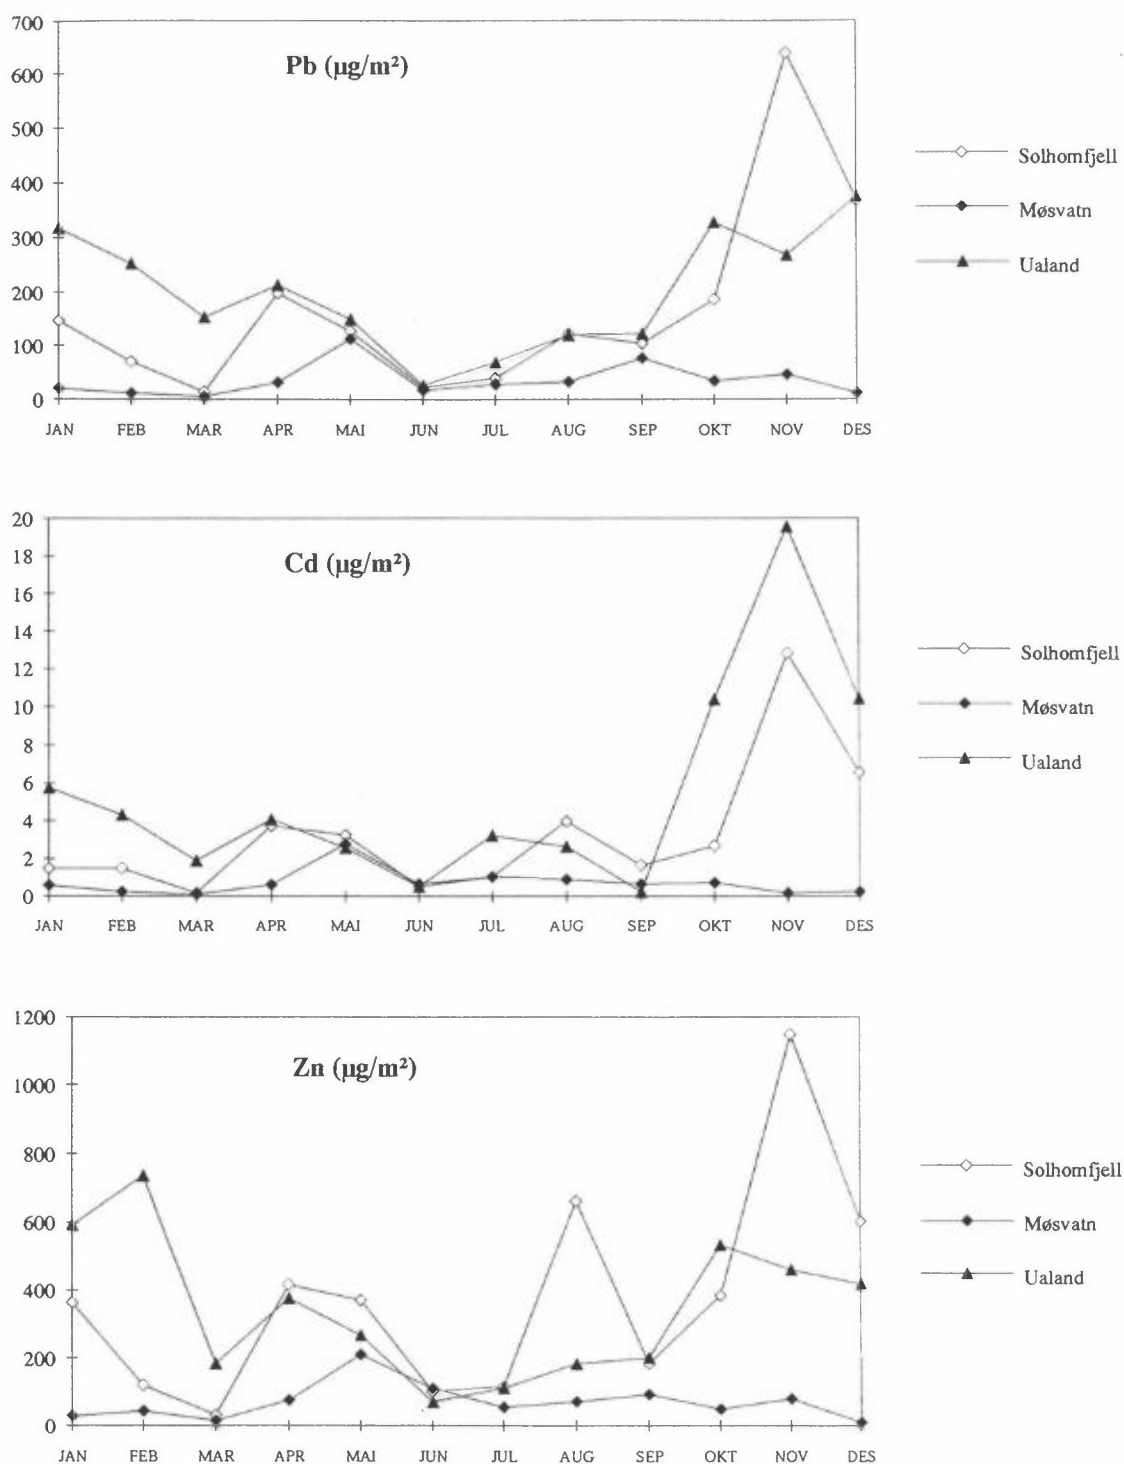 Pb (µg/m²)
700
600
500
400
300
200
100
0
JAN FEB MAR APR MAI JUN JUL AUG SEP OKT NOV DES
Solhomfjell
Møsvatn
Ualand
Cd (µg/m²)
20
18
16
14
12
10
8
6
4
2
0
JAN FEB MAR APR MAI JUN JUL AUG SEP OKT NOV DES
Solhomfjell
Møsvatn
Ualand
Zn (µg/m²)
1200
1000
800
600
400
200
0
JAN FEB MAR APR MAI JUN JUL AUG SEP OKT NOV DES
Solhomfjell
Møsvatn
Ualand